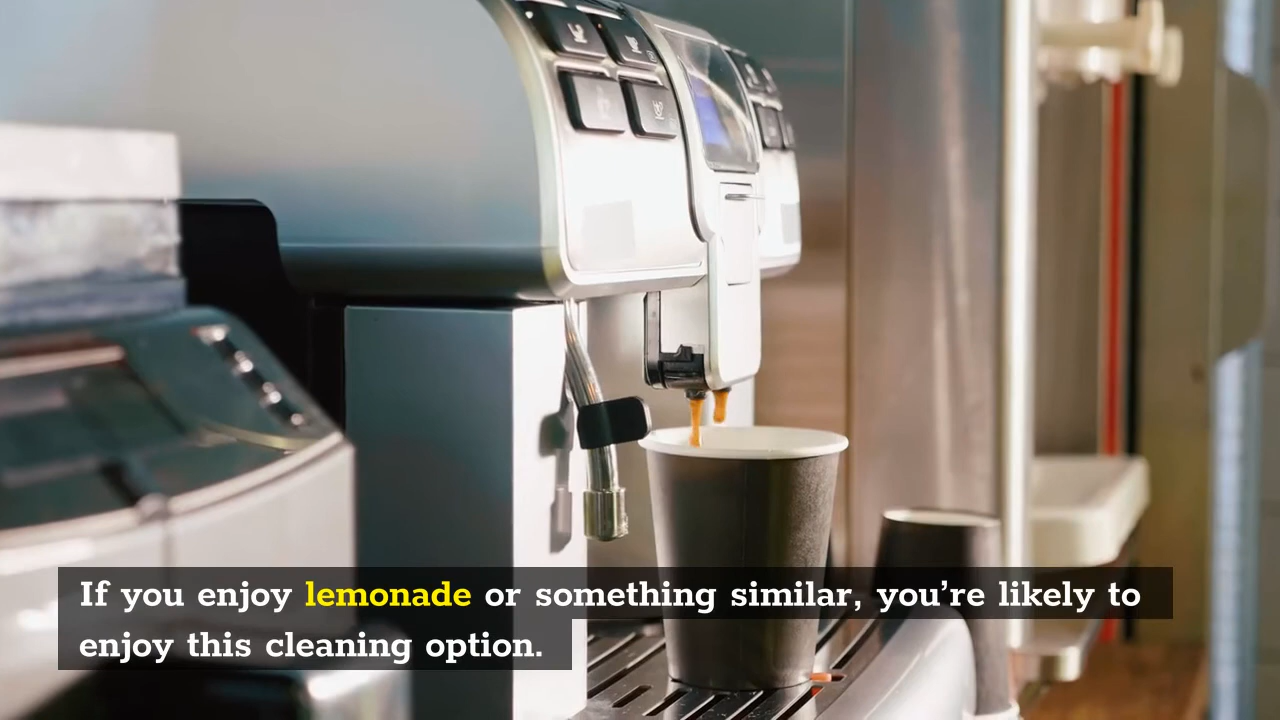 If you enjoy lemonade or something similar, you’re likely to
enjoy this cleaning option.